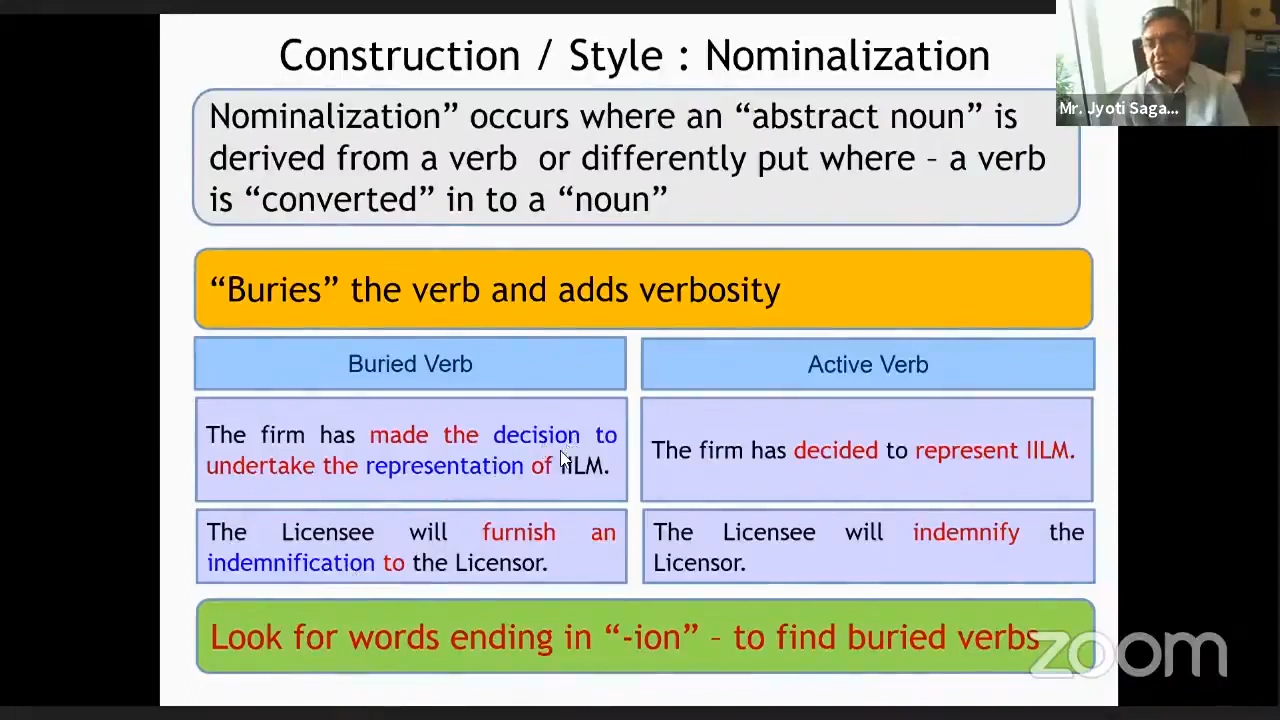 Construction / Style : Nominalization
Mr. Jyoti Saga...
Nominalization” occurs where an “abstract noun” is
derived from a verb or differently put where – a verb
is “converted” in to a “noun”
“Buries” the verb and adds verbosity
Buried Verb
Active Verb
The firm has made the decision to
undertake the representation of IILM.
The firm has decided to represent IILM.
The Licensee will furnish an
indemnification to the Licensor.
The Licensee will indemnify the
Licensor.
Look for words ending in “-ion” – to find buried verbs
zoom